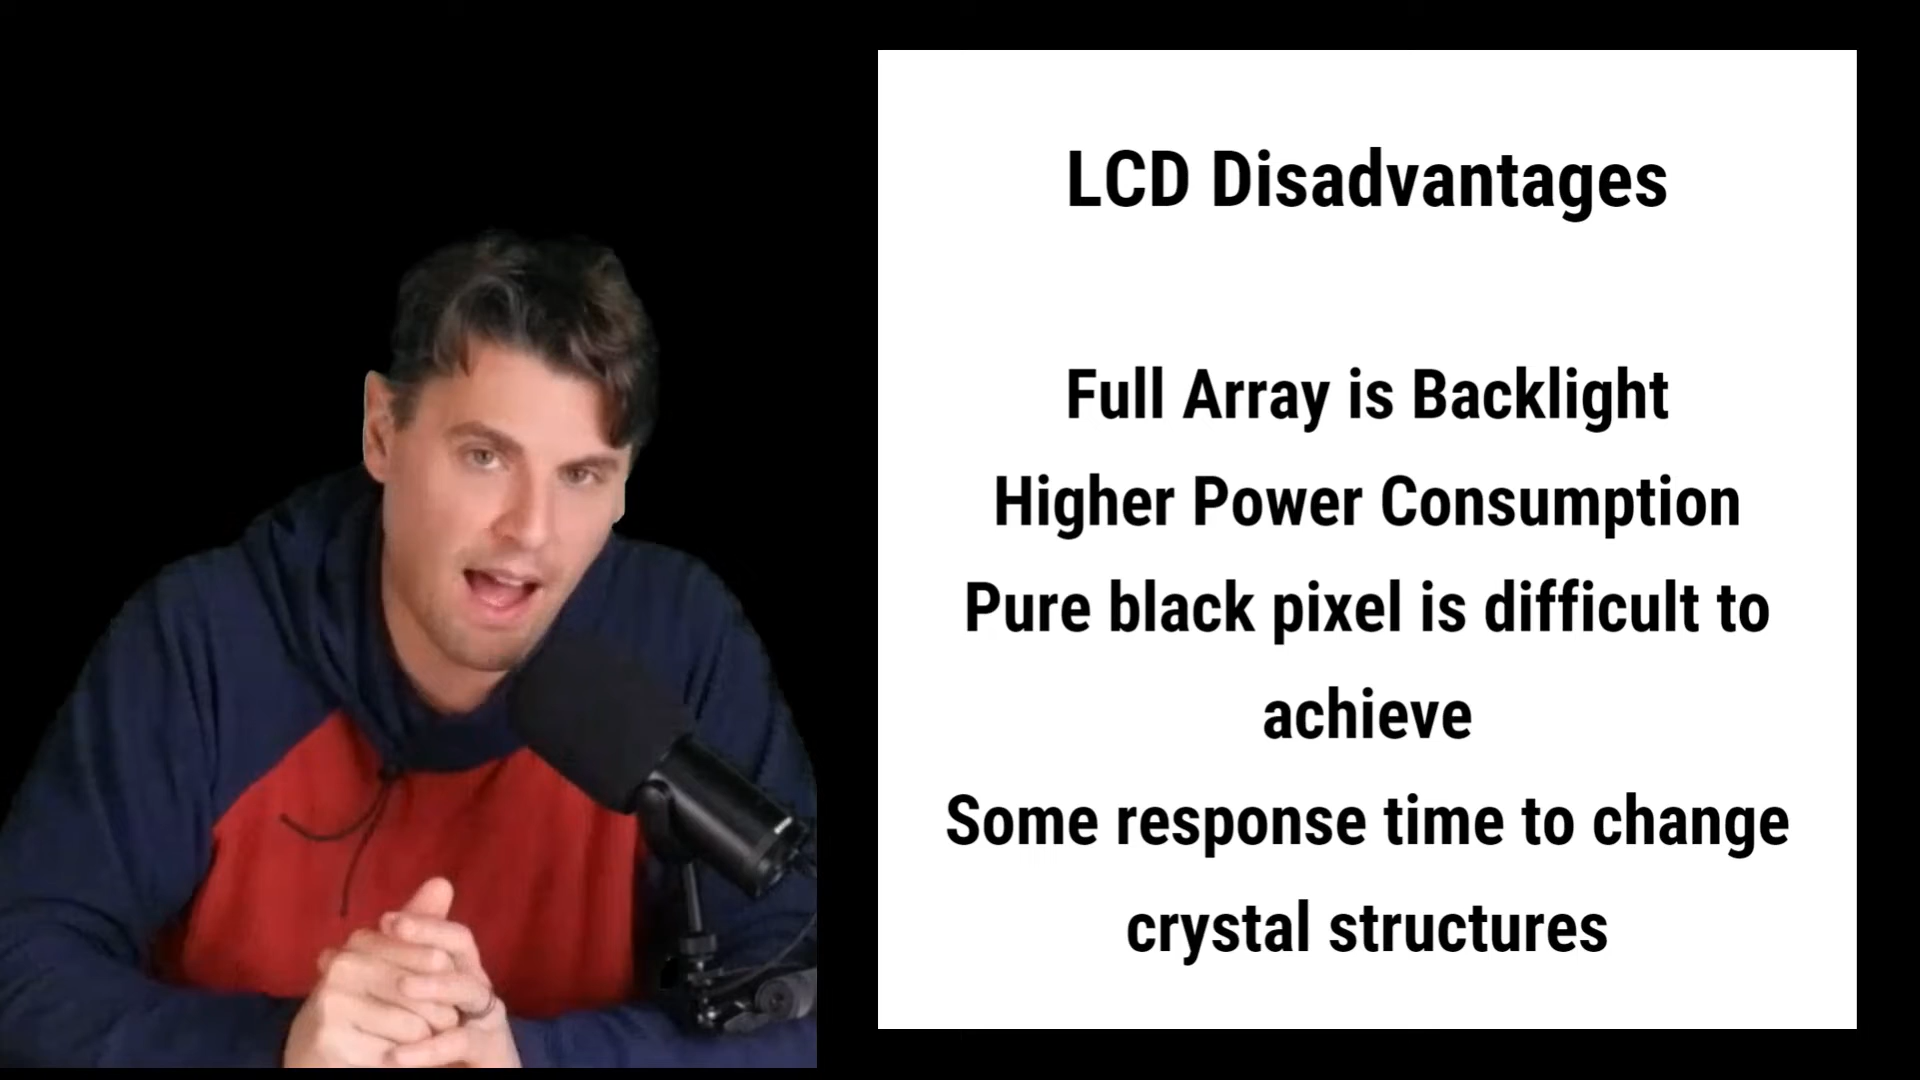 LCD Disadvantages
Full Array is Backlight
Higher Power Consumption
Pure black pixel is difficult to
achieve
Some response time to change
crystal structures